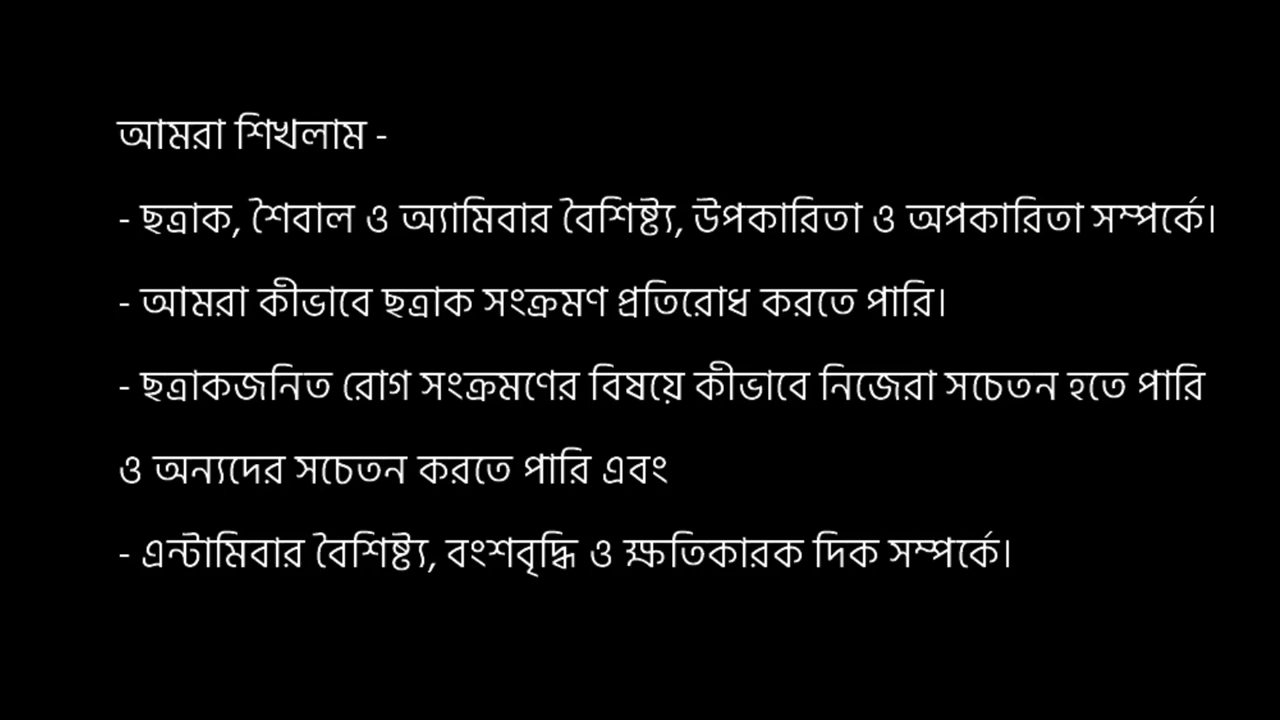 আমরা শিখলাম -
- ছত্রাক, শৈবাল ও অ্যামিবার বৈশিষ্ট্য, উপকারিতা ও অপকারিতা সম্পর্কে।
- আমরা কীভাবে ছত্রাক সংক্রমণ প্রতিরোধ করতে পারি।
- ছত্রাকজনিত রোগ সংক্রমণের বিষয়ে কীভাবে নিজেরা সচেতন হতে পারি
ও অন্যদের সচেতন করতে পারি এবং
- এন্টামিবার বৈশিষ্ট্য, বংশবৃদ্ধি ও ক্ষতিকারক দিক সম্পর্কে।